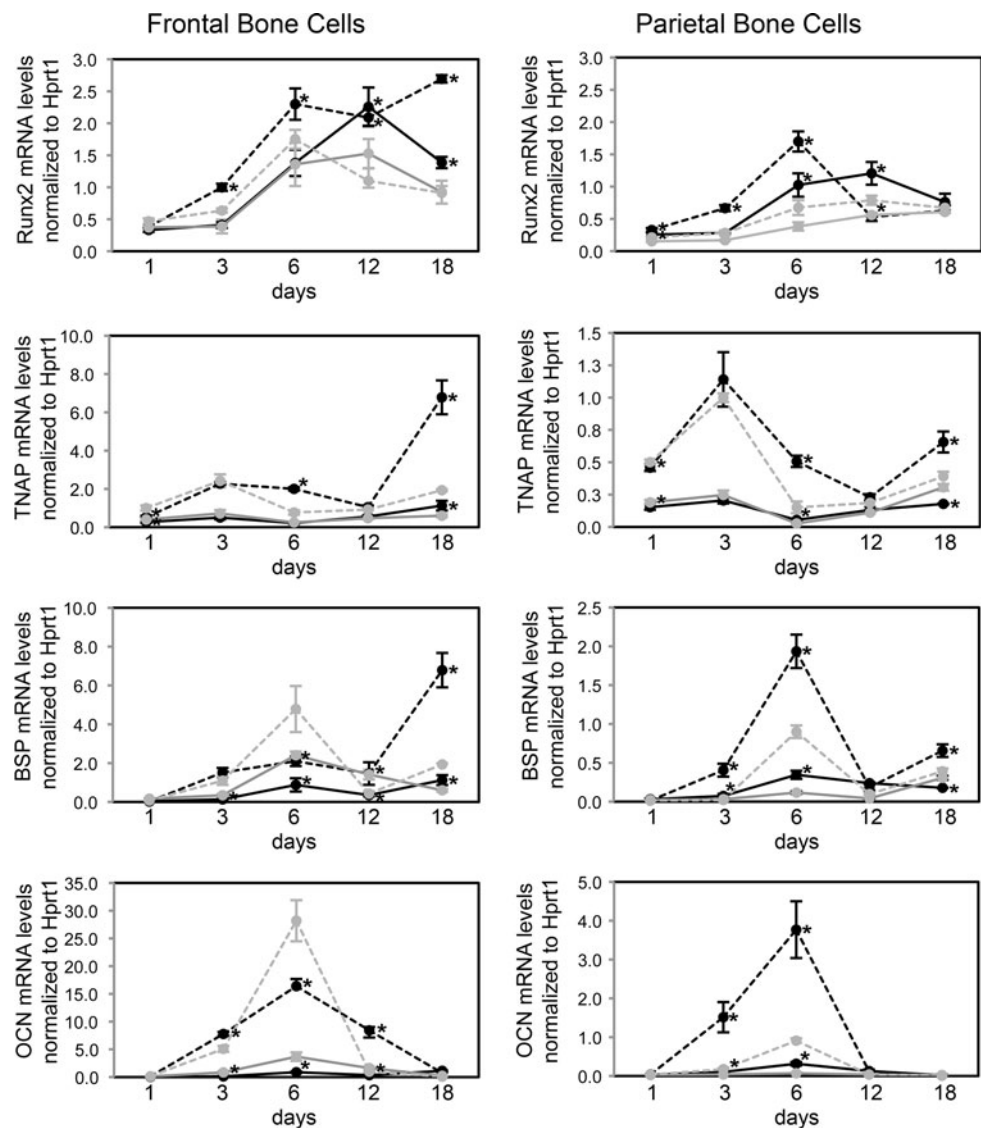 Frontal Bone Cells
Parietal Bone Cells
Runx2 mRNA levels
normalized to Hprt1
3.0
2.5
2.0
1.5
1.0
0.5
0.0
* * * * * *
1 3 6 12 18
days
Runx2 mRNA levels
normalized to Hprt1
3.0
2.5
2.0
1.5
1.0
0.5
0.0
* * * * * * *
1 3 6 12 18
days
TNAP mRNA levels
normalized to Hprt1
10.0
8.0
6.0
4.0
2.0
0.0
* * * * *
1 3 6 12 18
days
TNAP mRNA levels
normalized to Hprt1
1.5
1.3
1.0
0.8
0.5
0.3
0.0
* * * * * *
1 3 6 12 18
days
BSP mRNA levels
normalized to Hprt1
10.0
8.0
6.0
4.0
2.0
0.0
* * * * * * *
1 3 6 12 18
days
BSP mRNA levels
normalized to Hprt1
2.5
2.0
1.5
1.0
0.5
0.0
* * * * * *
1 3 6 12 18
days
OCN mRNA levels
normalized to Hprt1
35.0
30.0
25.0
20.0
15.0
10.0
5.0
0.0
* * * * * *
1 3 6 12 18
days
OCN mRNA levels
normalized to Hprt1
5.0
4.0
3.0
2.0
1.0
0.0
* * * *
1 3 6 12 18
days